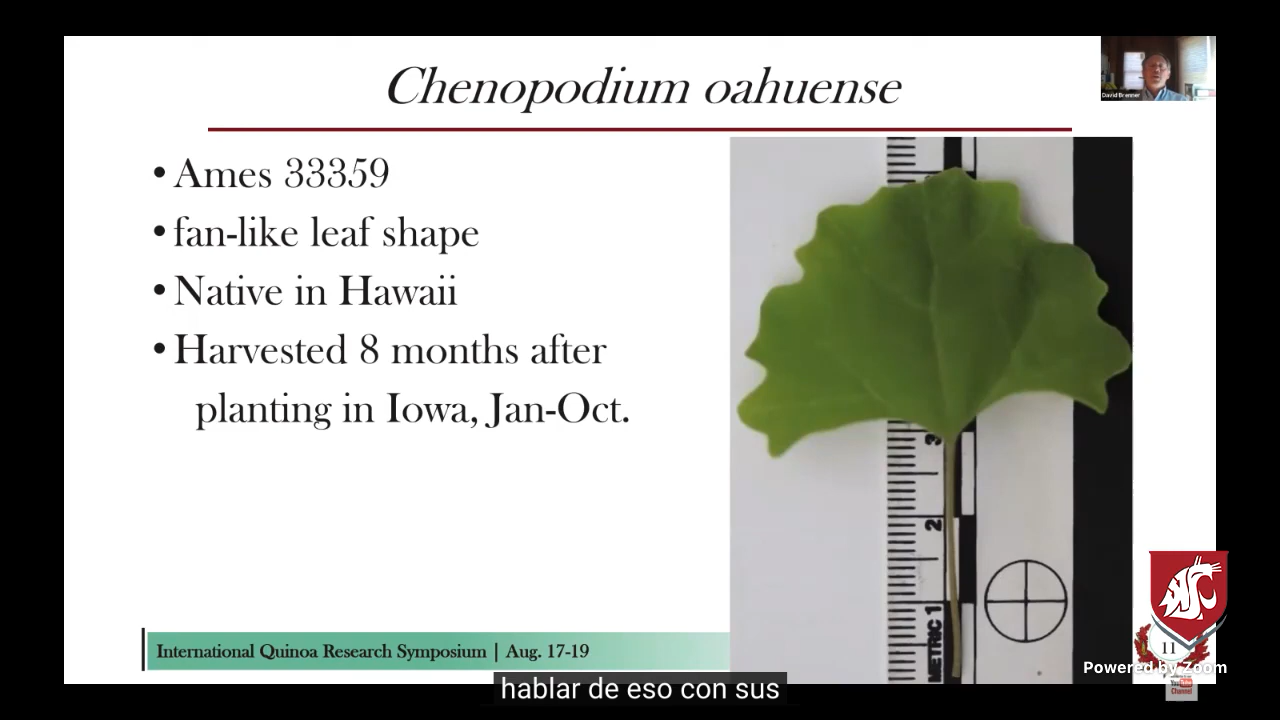 Chenopodium oahuense
David Brenner
• Ames 33359
• fan-like leaf shape
• Native in Hawaii
• Harvested 8 months after
planting in Iowa, Jan-Oct.
3
2
METRIC 1
International Quinoa Research Symposium | Aug. 17-19
11
Powered by Zoom
YouTube
Channel
hablar de eso con sus